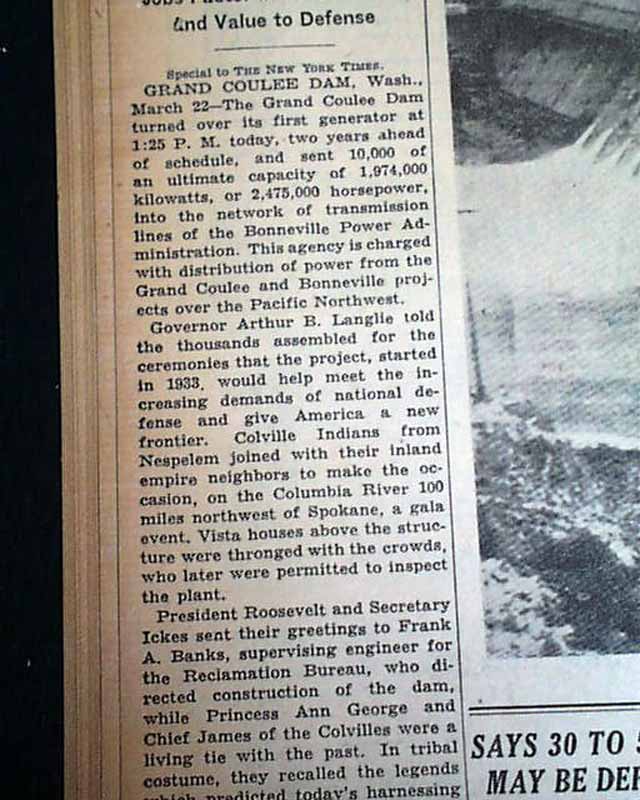 and Value to Defense
Special to THE NEW YORK TIMES.
GRAND COULEE DAM, Wash.,
March 22—The Grand Coulee Dam
turned over its first generator at
1:25 P. M. today, two years ahead
of schedule, and sent 10,000 of
an ultimate capacity of 1,974,000
kilowatts, or 2,475,000 horsepower,
into the network of transmission
lines of the Bonneville Power Ad-
ministration. This agency is charged
with distribution of power from the
Grand Coulee and Bonneville proj-
ects over the Pacific Northwest.
Governor Arthur B. Langlie told
the thousands assembled for the
ceremonies that the project, started
in 1933, would help meet the in-
creasing demands of national de-
fense and give America a new
frontier. Colville Indians from
Nespelem joined with their inland
empire neighbors to make the oc-
casion, on the Columbia River 100
miles northwest of Spokane, a gala
event. Vista houses above the struc-
ture were thronged with the crowds,
who later were permitted to inspect
the plant.
President Roosevelt and Secretary
Ickes sent their greetings to Frank
A. Banks, supervising engineer for
the Reclamation Bureau, who di-
rected construction of the dam,
while Princess Ann George and
Chief James of the Colvilles were a
living tie with the past. In tribal
costume, they recalled the legends
which predicted today's harnessing
SAYS 30 TO
MAY BE